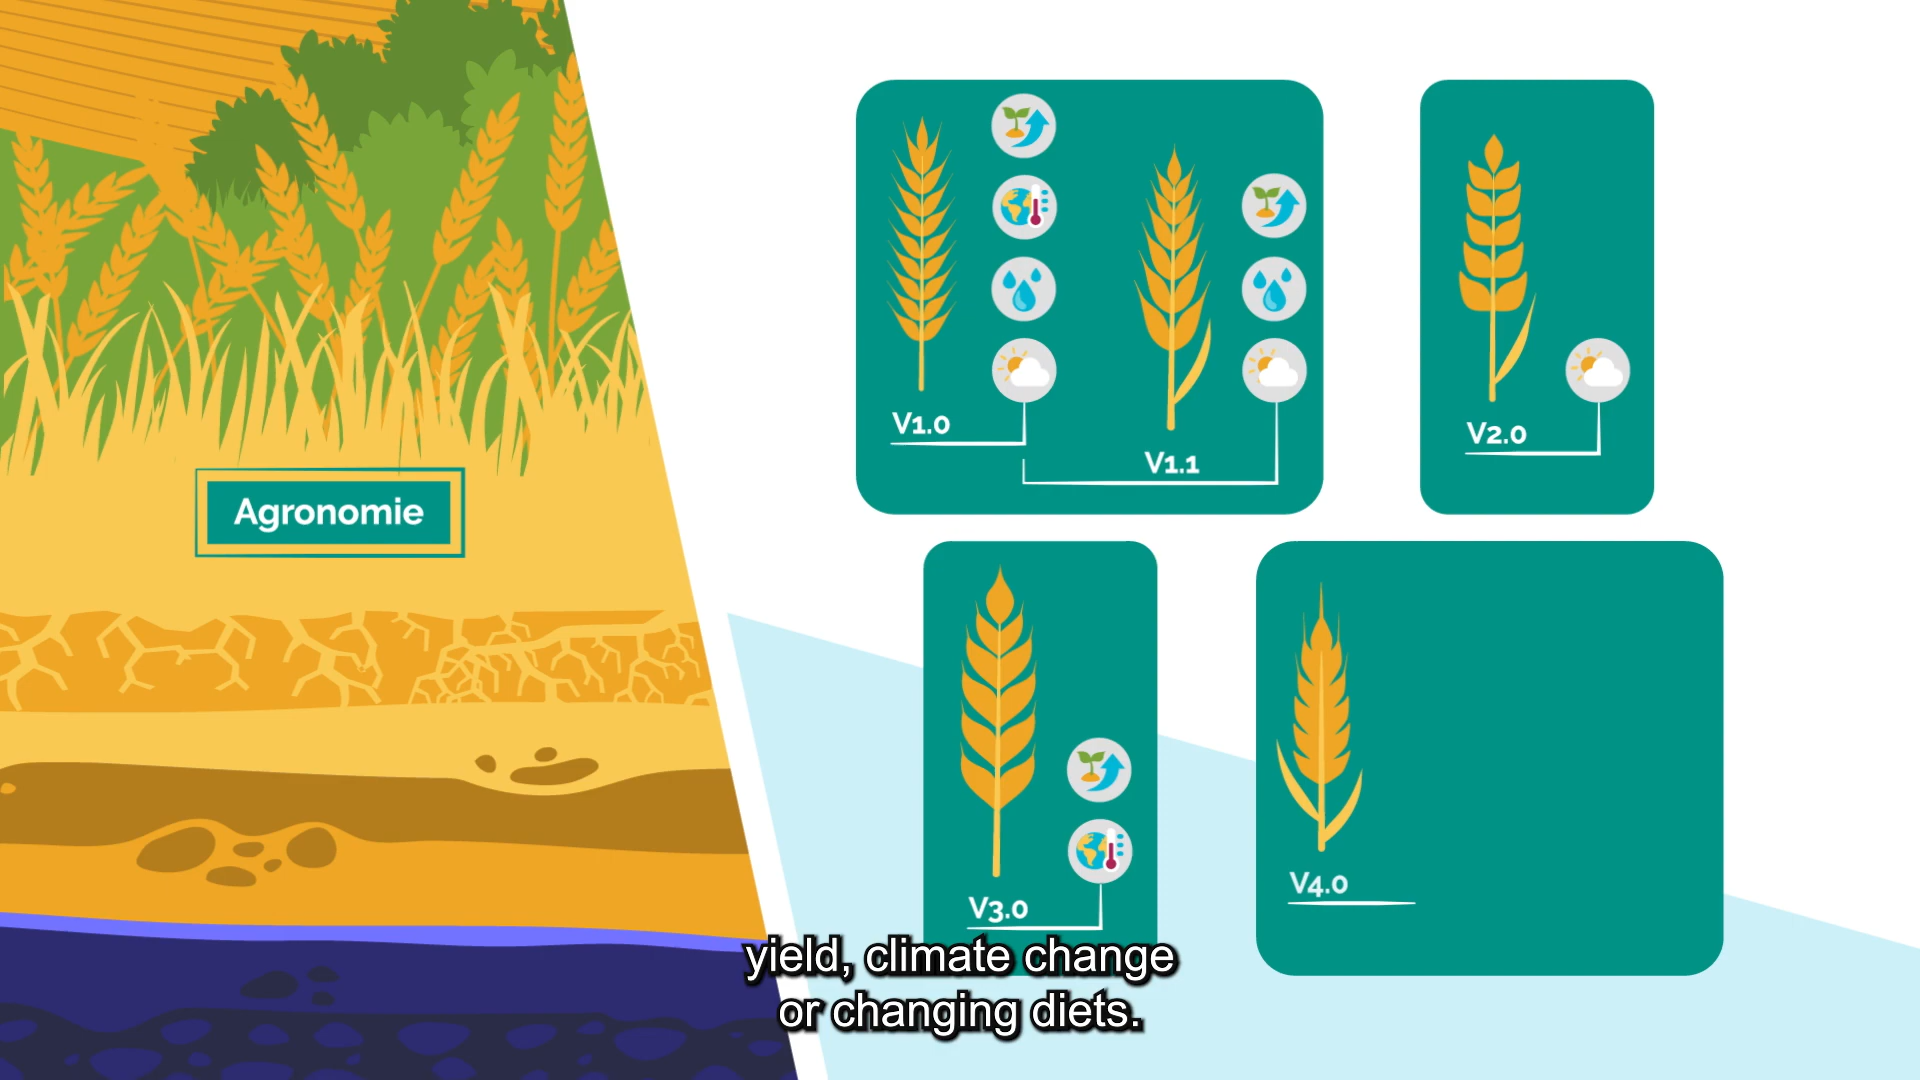 Agronomie
V1.0
V1.1
V2.0
V3.0
V4.0
yield, climate change
or changing diets.